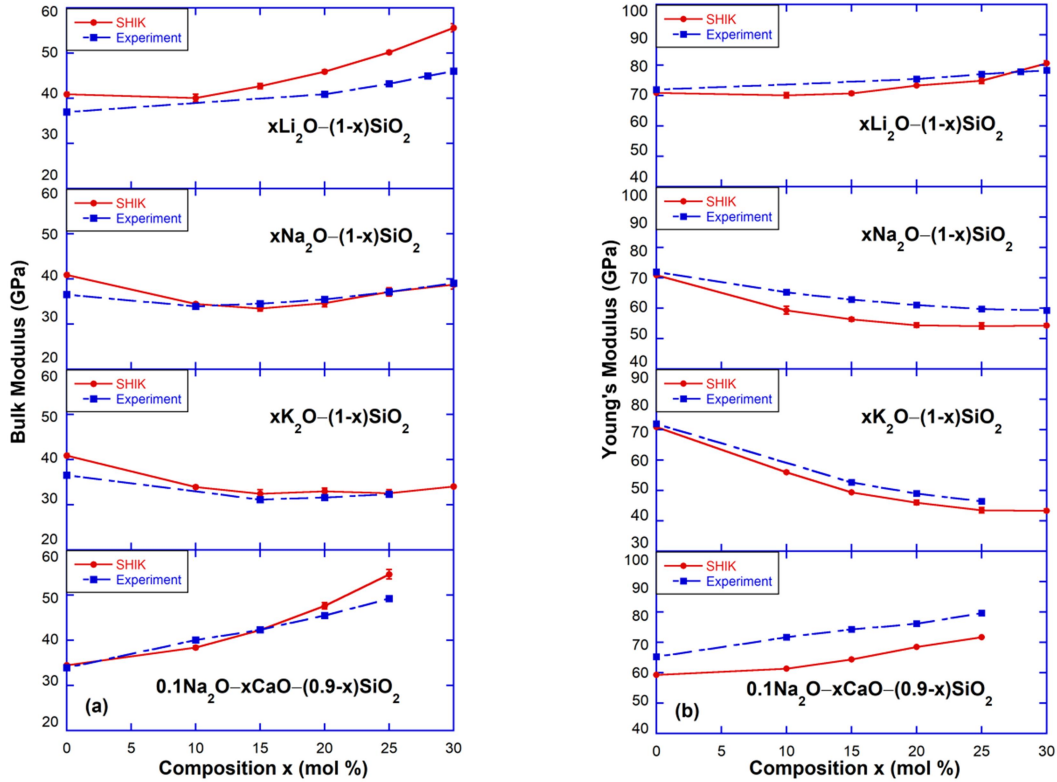 60
SHIK
Experiment
50
40
30
xLi₂O–(1-x)SiO₂
20
60
SHIK
Experiment
50
xNa₂O–(1-x)SiO₂
40
30
20
60
SHIK
Experiment
50
xK₂O–(1-x)SiO₂
40
30
20
60
SHIK
Experiment
50
40
30
0.1Na₂O–xCaO–(0.9-x)SiO₂
(a)
20
0 5 10 15 20 25 30
Composition x (mol %)
Bulk Modulus (GPa)
100
SHIK
Experiment
90
80
70
xLi₂O–(1-x)SiO₂
60
50
40
100
SHIK
Experiment
90
xNa₂O–(1-x)SiO₂
80
70
60
50
40
90
SHIK
Experiment
80
xK₂O–(1-x)SiO₂
70
60
50
40
30
100
SHIK
Experiment
90
80
70
60
0.1Na₂O–xCaO–(0.9-x)SiO₂
50
(b)
40
0 5 10 15 20 25 30
Composition x (mol %)
Young's Modulus (GPa)